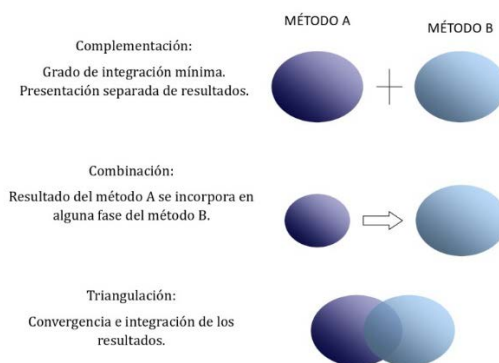 MÉTODO A
MÉTODO B
Complementación:
Grado de integración mínima.
Presentación separada de resultados.
Combinación:
Resultado del método A se incorpora en
alguna fase del método B.
Triangulación:
Convergencia e integración de los
resultados.